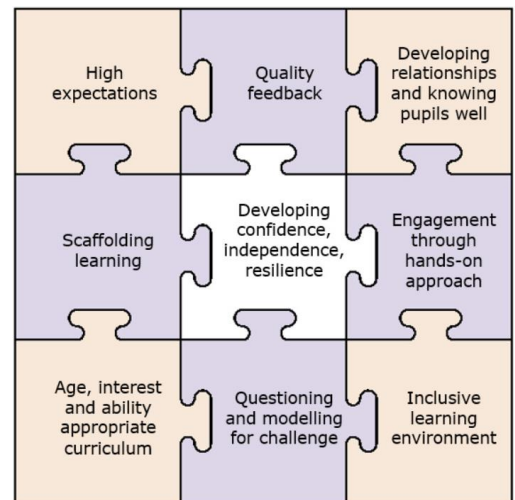 High
expectations
Quality
feedback
Developing
relationships
and knowing
pupils well
Scaffolding
learning
Developing
confidence,
independence,
resilience
Engagement
through
hands-on
approach
Age, interest
and ability
appropriate
curriculum
Questioning
and modelling
for challenge
Inclusive
learning
environment